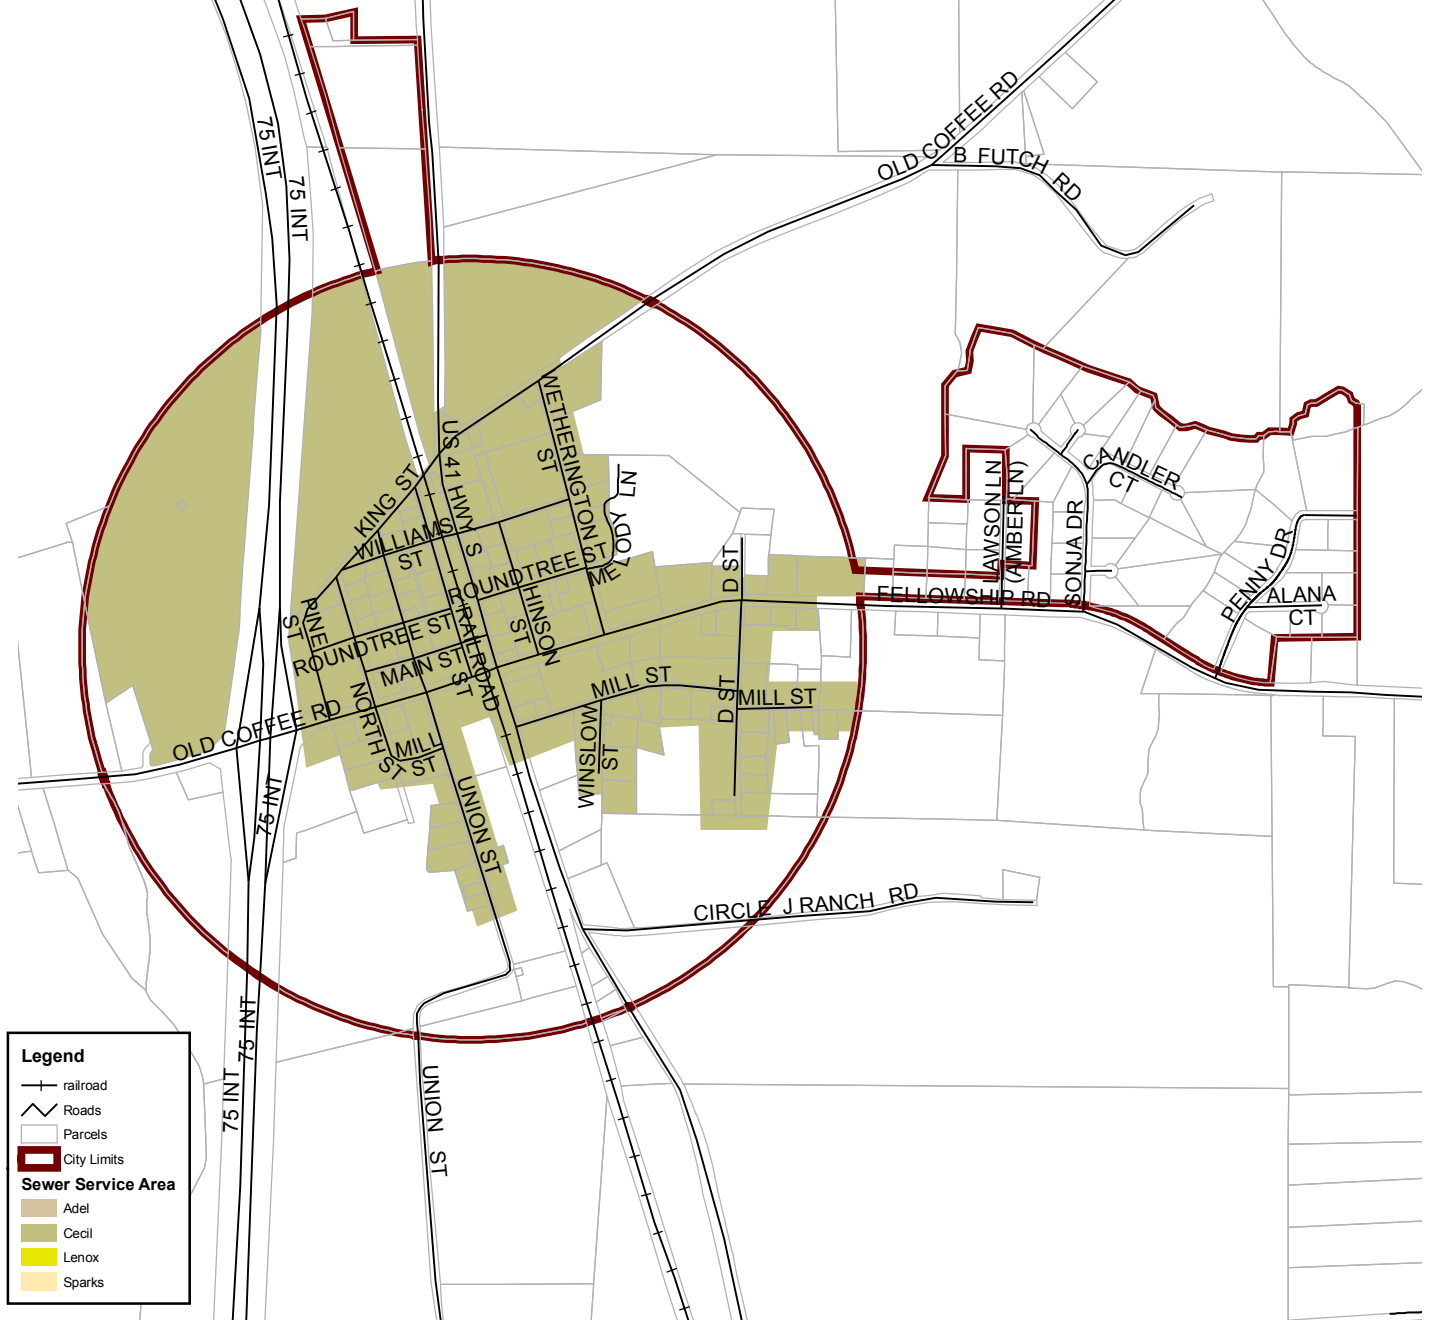 75 INT
75 INT
OLD COFFEE RD
B FUTCH RD
WETHERINGTON
ST
US 41 HWY S
KING ST
WILLIAMS
ST
MELODY LN
D ST
ROUNDTREE ST
HINSON
ST
RAILROAD
ST
PINE
ST
ROUNDTREE ST
MAIN ST
NORTH
ST
MILL
ST
OLD COFFEE RD
MILL ST
MILL ST
D ST
WINSLOW
ST
UNION ST
FELLOWSHIP RD
LAWSON LN
(AMBER LN)
SONJA DR
CANDLER
CT
PENNY DR
ALANA
CT
CIRCLE J RANCH RD
75 INT
75 INT
75 INT
UNION ST
Legend
railroad
Roads
Parcels
City Limits
Sewer Service Area
Adel
Cecil
Lenox
Sparks